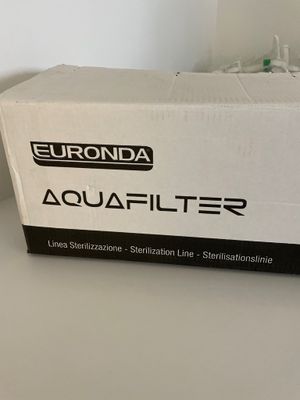 EURONDA
AQUAFILTER
Linea Sterilizzazione - Sterilization Line - Sterilisationslinie